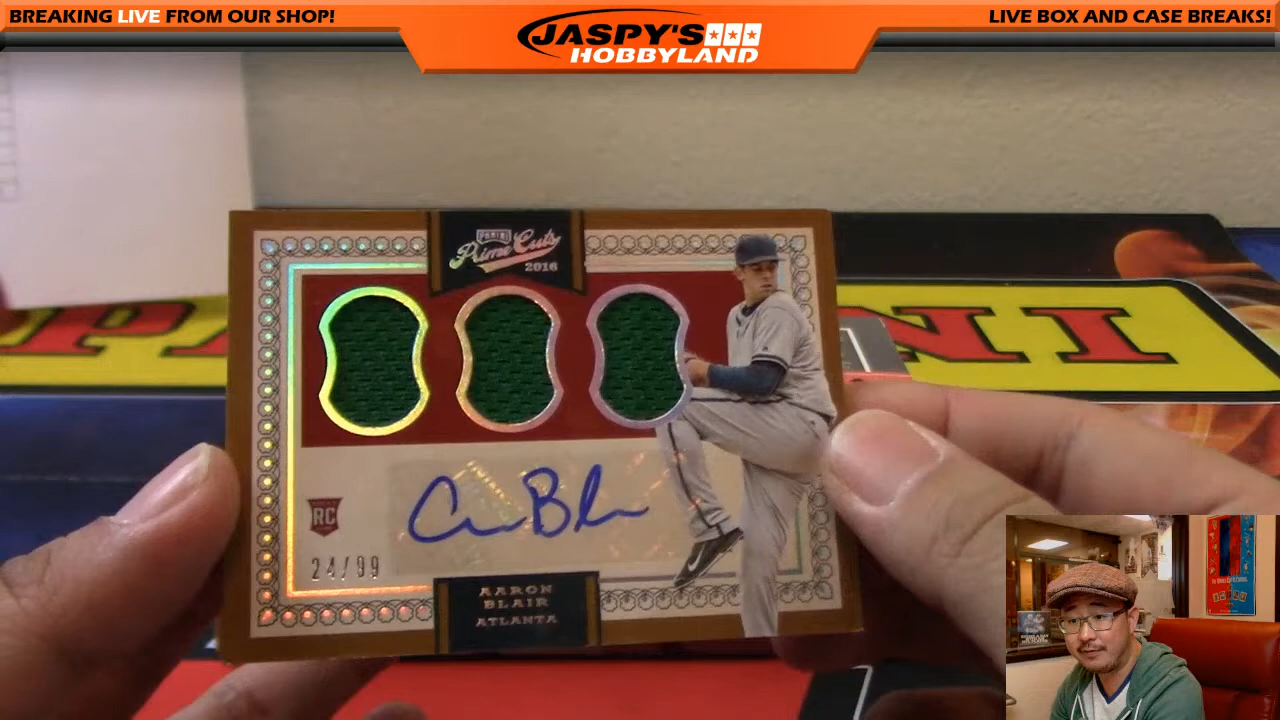 BREAKING LIVE FROM OUR SHOP!
JASPY'S
HOBBYLAND
LIVE BOX AND CASE BREAKS!
PANINI
Prime Cuts
2016
NINI
RC
24/99
AARON
BLAIR
ATLANTA